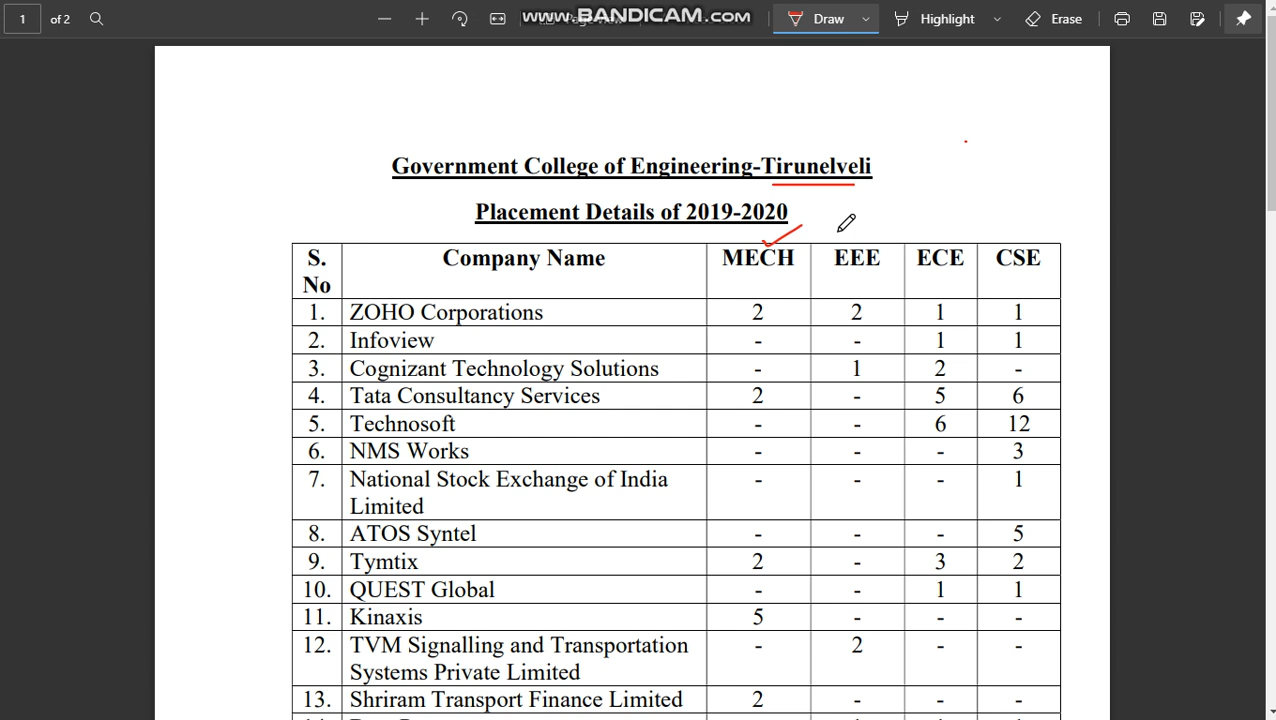 1 of 2 WWW.BANDICAM.COM Draw Highlight Erase
Government College of Engineering-Tirunelveli
Placement Details of 2019-2020
S. No Company Name MECH EEE ECE CSE
1. ZOHO Corporations 2 2 1 1
2. Infoview - - 1 1
3. Cognizant Technology Solutions - 1 2 -
4. Tata Consultancy Services 2 - 5 6
5. Technosoft - - 6 12
6. NMS Works - - - 3
7. National Stock Exchange of India - - - 1
Limited
8. ATOS Syntel - - - 5
9. Tymtix 2 - 3 2
10. QUEST Global - - 1 1
11. Kinaxis 5 - - -
12. TVM Signalling and Transportation - 2 - -
Systems Private Limited
13. Shriram Transport Finance Limited 2 - - -